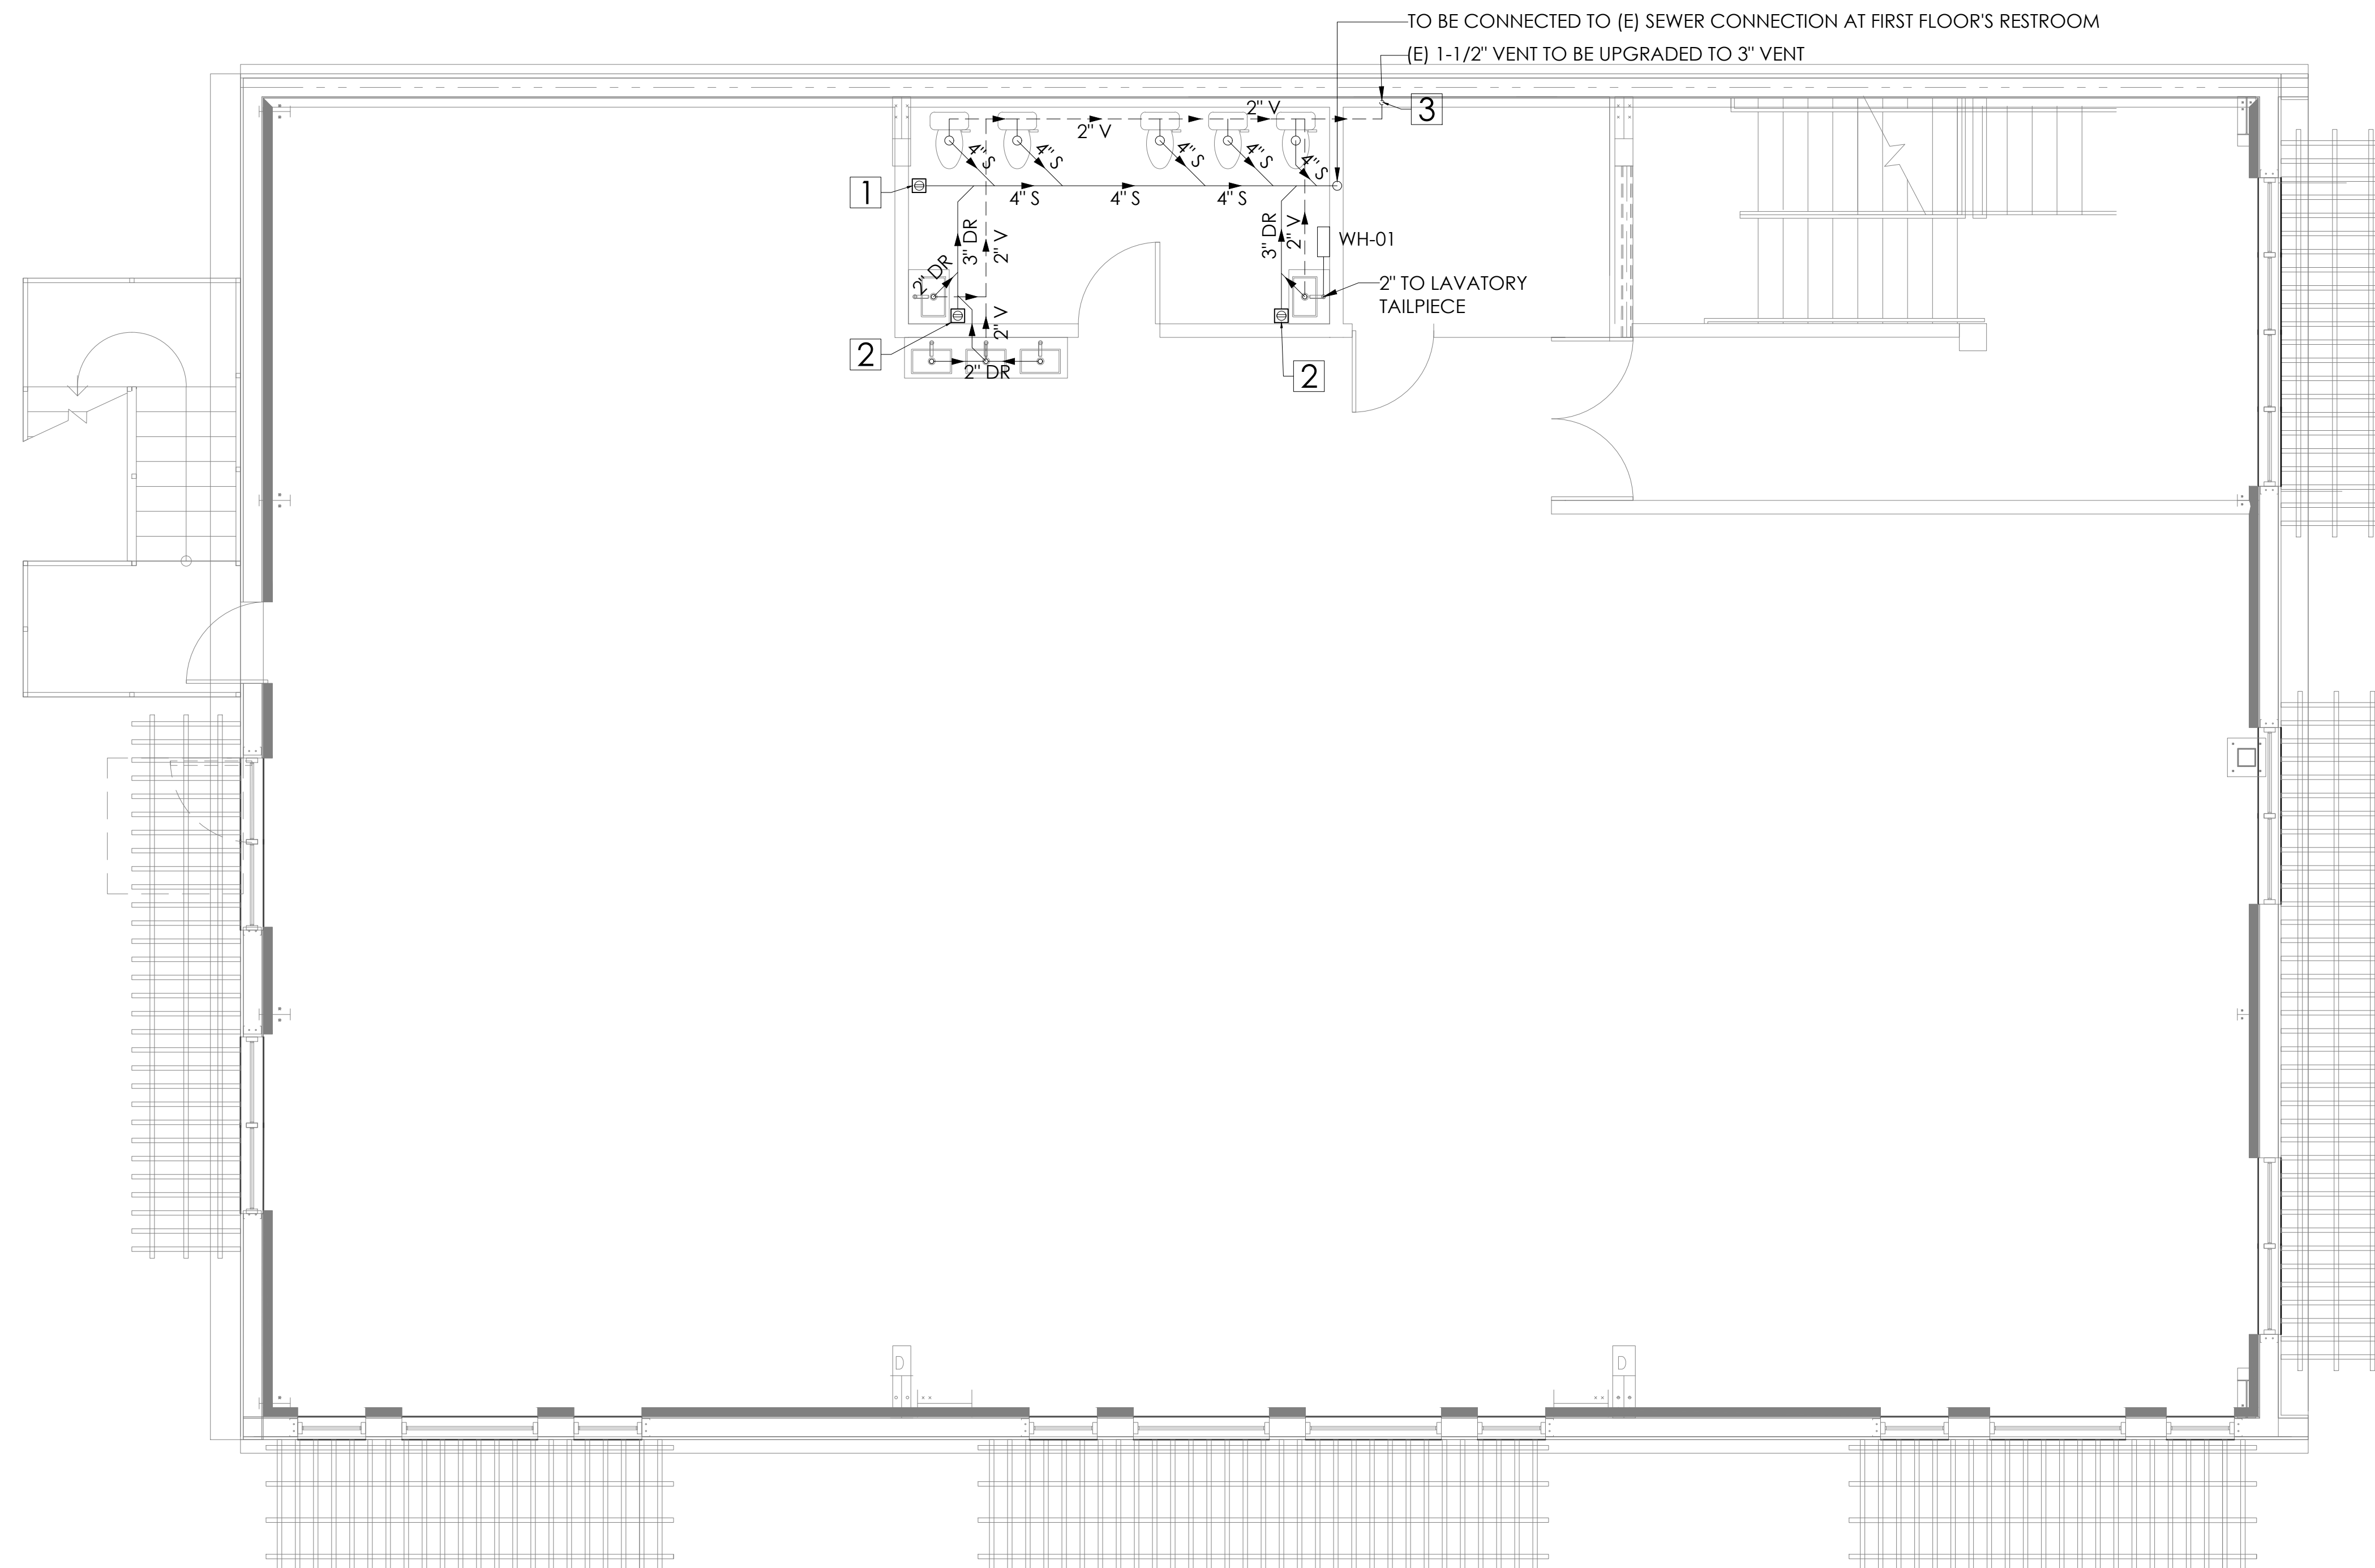 TO BE CONNECTED TO (E) SEWER CONNECTION AT FIRST FLOOR'S RESTROOM
(E) 1-1/2" VENT TO BE UPGRADED TO 3" VENT
3
2" V
2" V
4" S
4" S
4" S
4" S
4" S
1
4" S
4" S
4" S
3" DR
2" V
3" DR
2" V
WH-01
2" DR
2" TO LAVATORY
TAILPIECE
2" V
2
2" DR
2
D
D